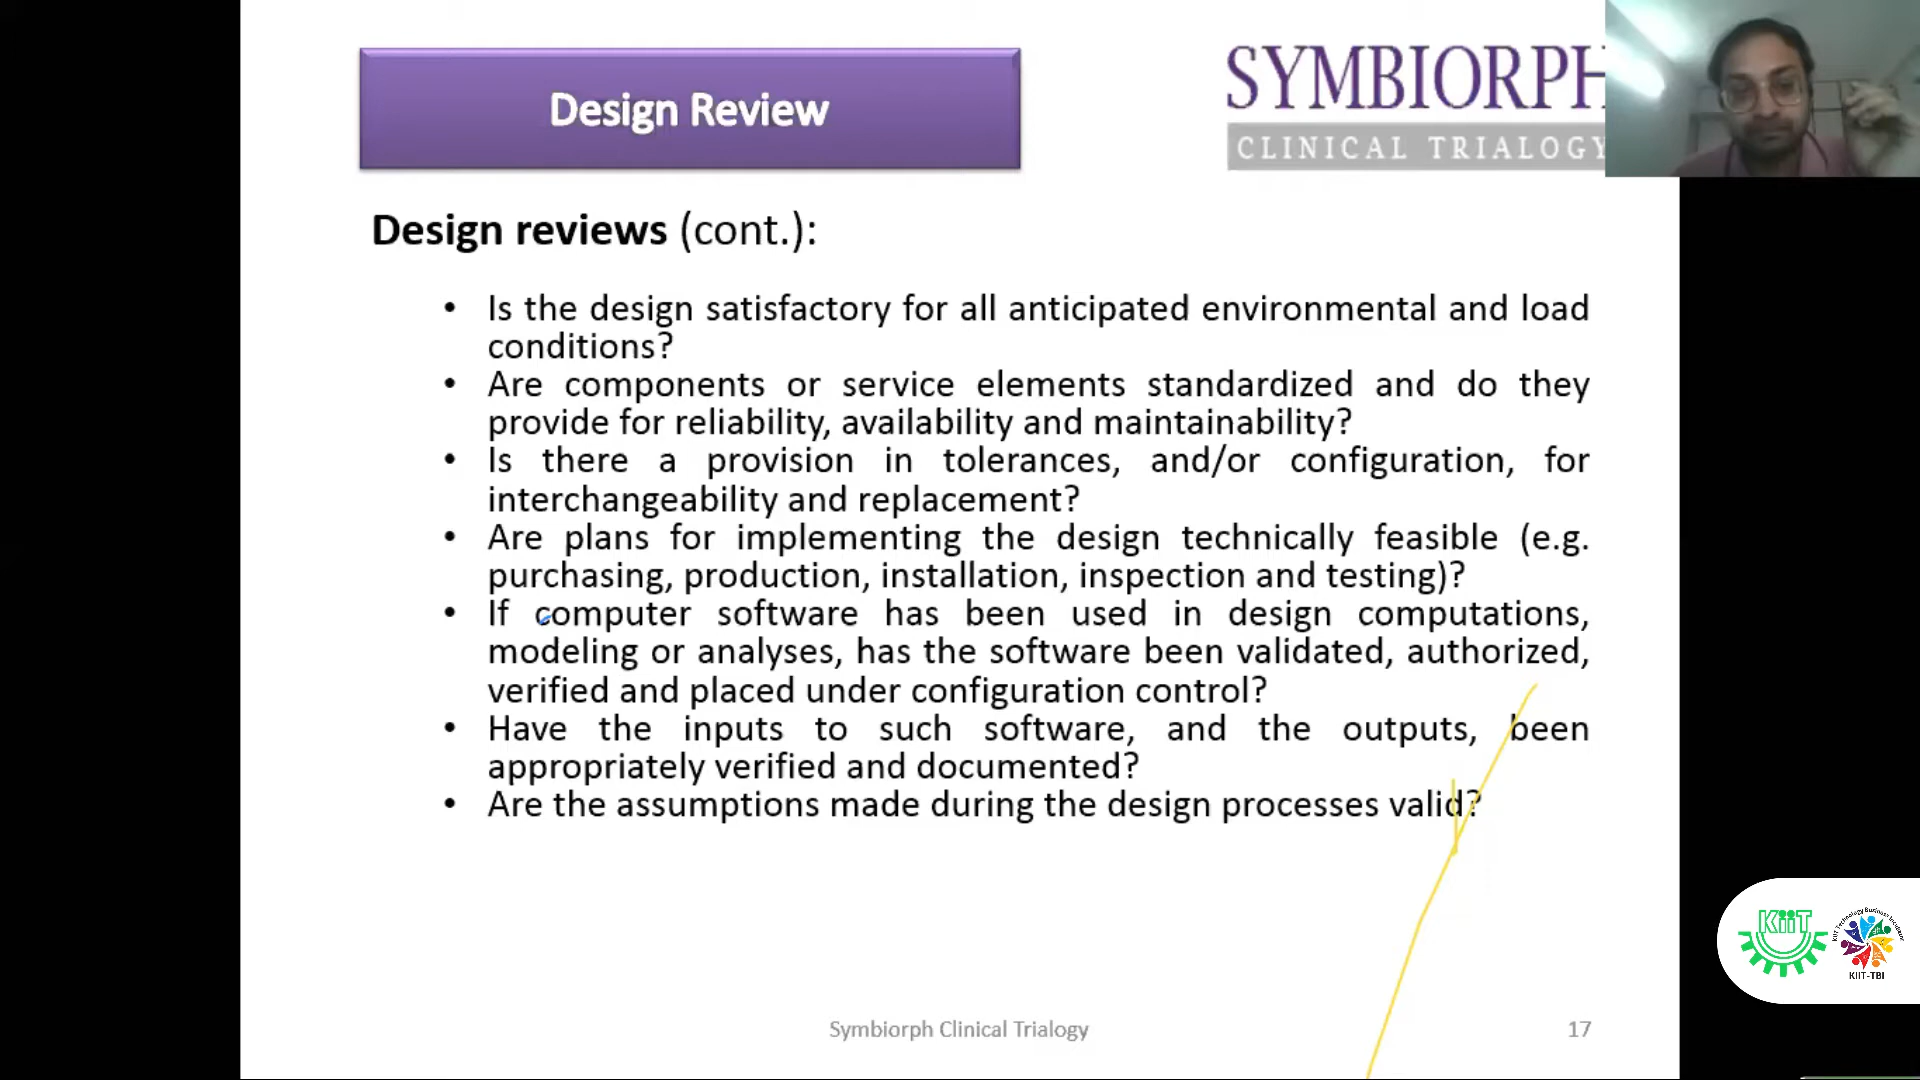 Design Review
SYMBIORPH
CLINICAL TRIALOGY
Design reviews (cont.):
• Is the design satisfactory for all anticipated environmental and load
conditions?
• Are components or service elements standardized and do they
provide for reliability, availability and maintainability?
• Is there a provision in tolerances, and/or configuration, for
interchangeability and replacement?
• Are plans for implementing the design technically feasible (e.g.
purchasing, production, installation, inspection and testing)?
• If computer software has been used in design computations,
modeling or analyses, has the software been validated, authorized,
verified and placed under configuration control?
• Have the inputs to such software, and the outputs, been
appropriately verified and documented?
• Are the assumptions made during the design processes valid?
KiiT
KIIT Technology Business Incubator
KIIT-TBI
Symbiorph Clinical Trialogy
17